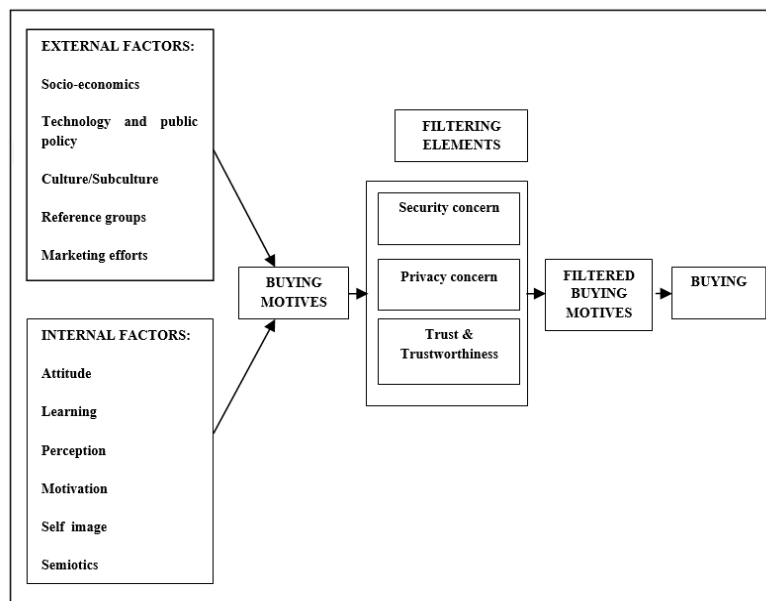 EXTERNAL FACTORS:
Socio-economics
Technology and public
policy
Culture/Subculture
Reference groups
Marketing efforts
INTERNAL FACTORS:
Attitude
Learning
Perception
Motivation
Self image
Semiotics
BUYING
MOTIVES
FILTERING
ELEMENTS
Security concern
Privacy concern
Trust &
Trustworthiness
FILTERED
BUYING
MOTIVES
BUYING